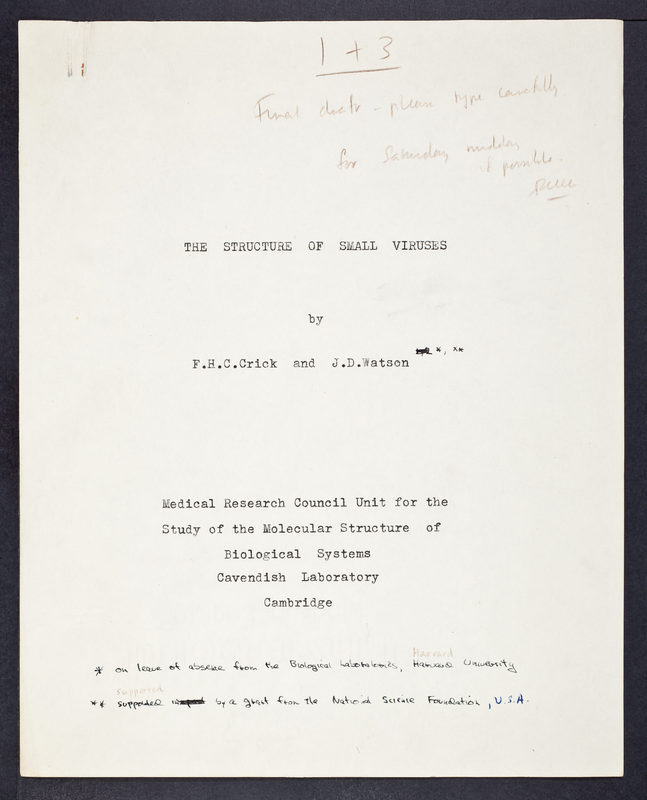 1 + 3
Final draft - please type carefully
for Saturday midday
if possible.
THE STRUCTURE OF SMALL VIRUSES
by
F.H.C.Crick and J.D.Watson *, **
Medical Research Council Unit for the
Study of the Molecular Structure of
Biological Systems
Cavendish Laboratory
Cambridge
Harvard
* on leave of absence from the Biological Laboratories, Harvard University
supported
** supported by a grant from the National Science Foundation, U.S.A.